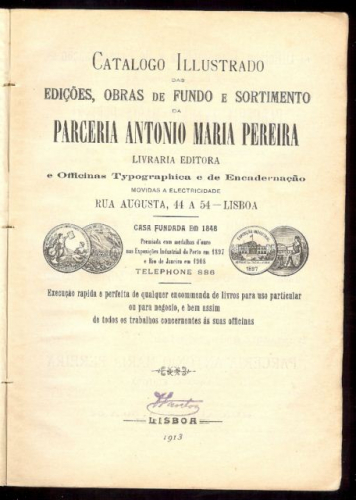 CATALOGO ILLUSTRADO
DAS
EDIÇÕES, OBRAS DE FUNDO E SORTIMENTO
DA
PARCERIA ANTONIO MARIA PEREIRA
LIVRARIA EDITORA
e Officinas Typographica e de Encadernação
MOVIDAS A ELECTRICIDADE
RUA AUGUSTA, 44 A 54—LISBOA
CASA FUNDADA EM 1848
Premiada com medalhas d'ouro
nas Exposições Industrial do Porto em 1897
e Rio de Janeiro em 1908
TELEPHONE 886
1897
Execução rapida e perfeita de qualquer encommenda de livros para uso particular
ou para negocio, e bem assim
de todos os trabalhos concernentes ás suas officinas
LISBOA
1913